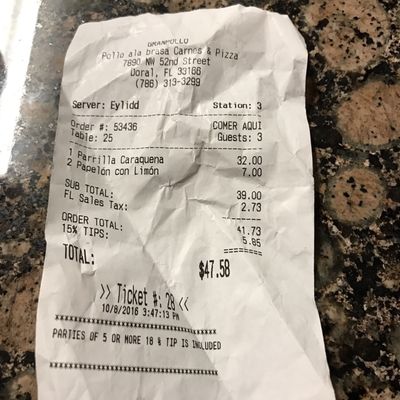 GRANPOLLO
Pollo ala brasa Carnes & Pizza
7890 NW 52nd Street
Doral, FL 33166
(786) 313-3299
Server: Eylidd Station: 3
Order #: 53436 COMER AQUI
Table: 25 Guests: 3
1 Parrilla Caraquena 32.00
2 Papelón con Limón 7.00
SUB TOTAL: 39.00
FL Sales Tax: 2.73
ORDER TOTAL: 41.73
15% TIPS: 5.85
TOTAL: $47.58
>> Ticket #: 28 <<
10/8/2016 3:47:13 PM
PARTIES OF 5 OR MORE 18 % TIP IS INCLUDED